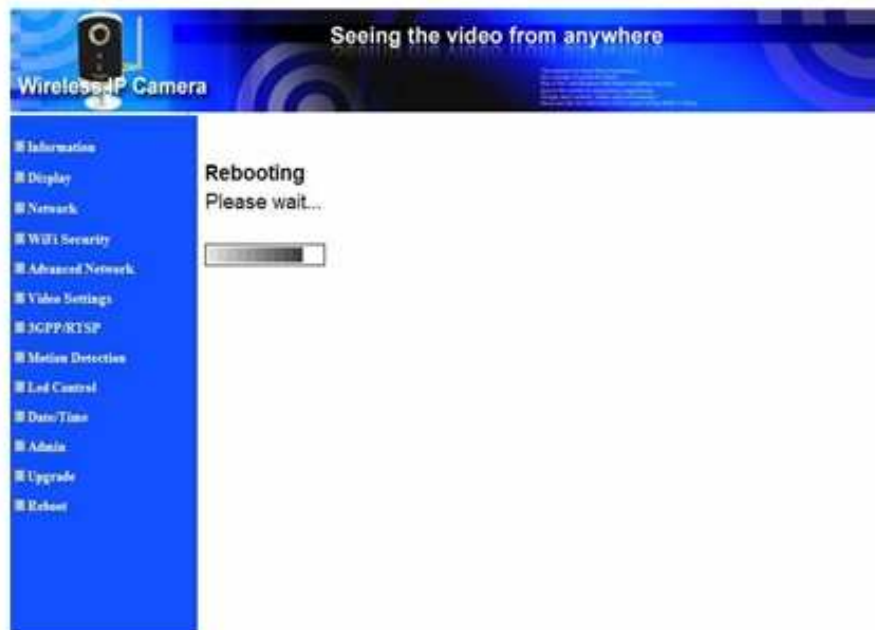 Seeing the video from anywhere
Wireless IP Camera
Information
Display
Network
WiFi Security
Advanced Network
Video Settings
3GPP/RTSP
Motion Detection
Led Control
Date/Time
Admin
Upgrade
Reboot
Rebooting
Please wait...